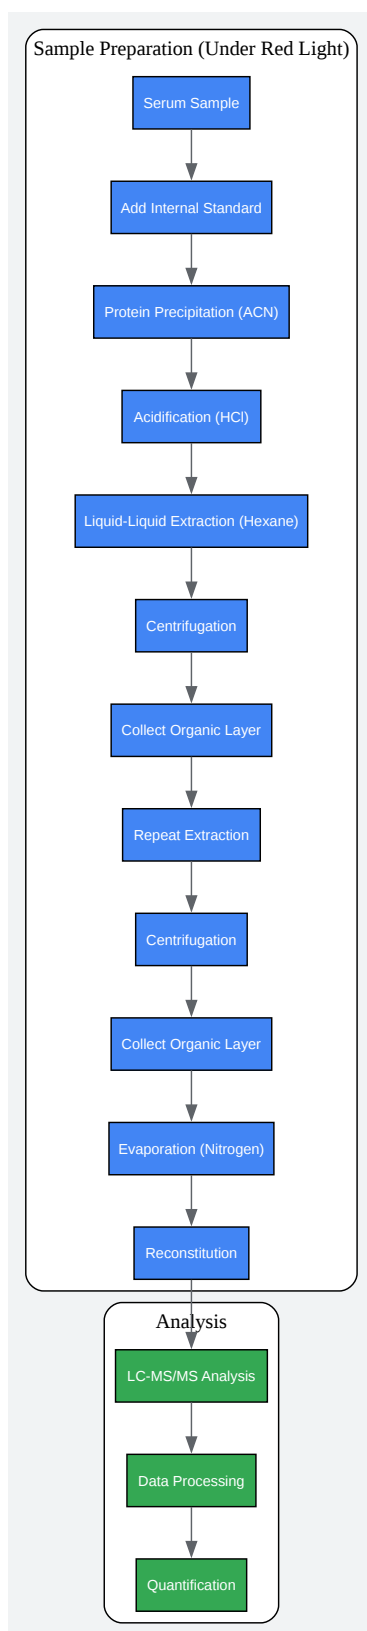 Sample Preparation (Under Red Light)
Serum Sample
Add Internal Standard
Protein Precipitation (ACN)
Acidification (HCl)
Liquid-Liquid Extraction (Hexane)
Centrifugation
Collect Organic Layer
Repeat Extraction
Centrifugation
Collect Organic Layer
Evaporation (Nitrogen)
Reconstitution
Analysis
LC-MS/MS Analysis
Data Processing
Quantification